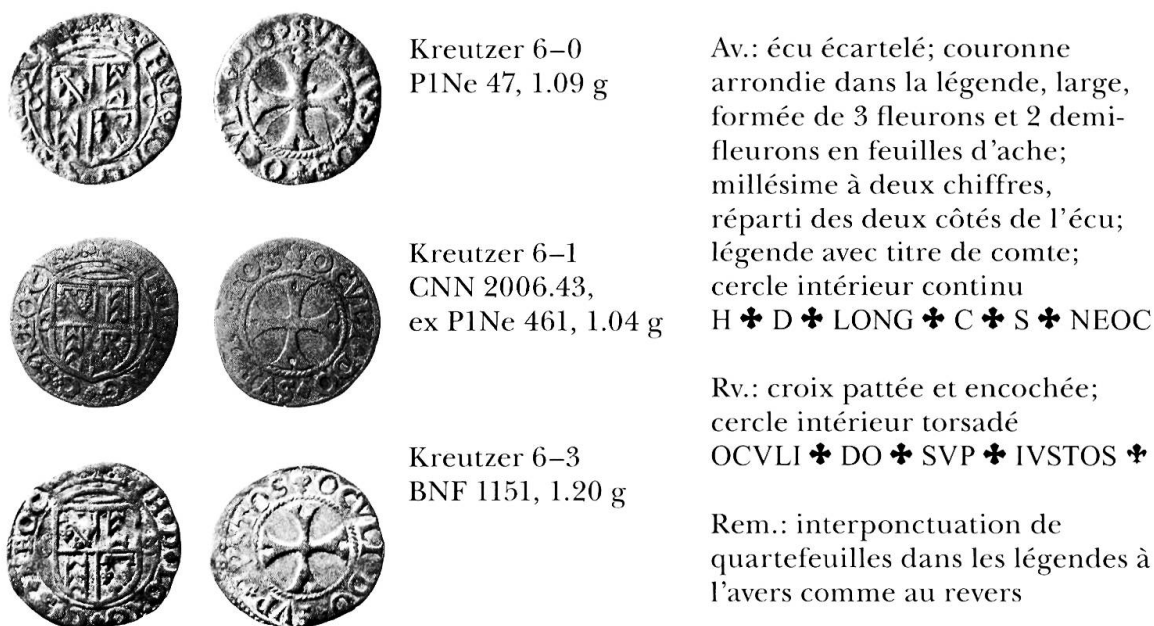 Kreutzer 6–0
P1Ne 47, 1.09 g
Kreutzer 6–1
CNN 2006.43,
ex P1Ne 461, 1.04 g
Kreutzer 6–3
BNF 1151, 1.20 g
Av.: écu écartelé; couronne
arrondie dans la légende, large,
formée de 3 fleurons et 2 demi-
fleurons en feuilles d’ache;
millésime à deux chiffres,
réparti des deux côtés de l’écu;
légende avec titre de comte;
cercle intérieur continu
H ✤ D ✤ LONG ✤ C ✤ S ✤ NEOC
Rv.: croix pattée et encochée;
cercle intérieur torsadé
OCVLI ✤ DO ✤ SVP ✤ IVSTOS ⚜
Rem.: interponctuation de
quartefeuilles dans les légendes à
l’avers comme au revers